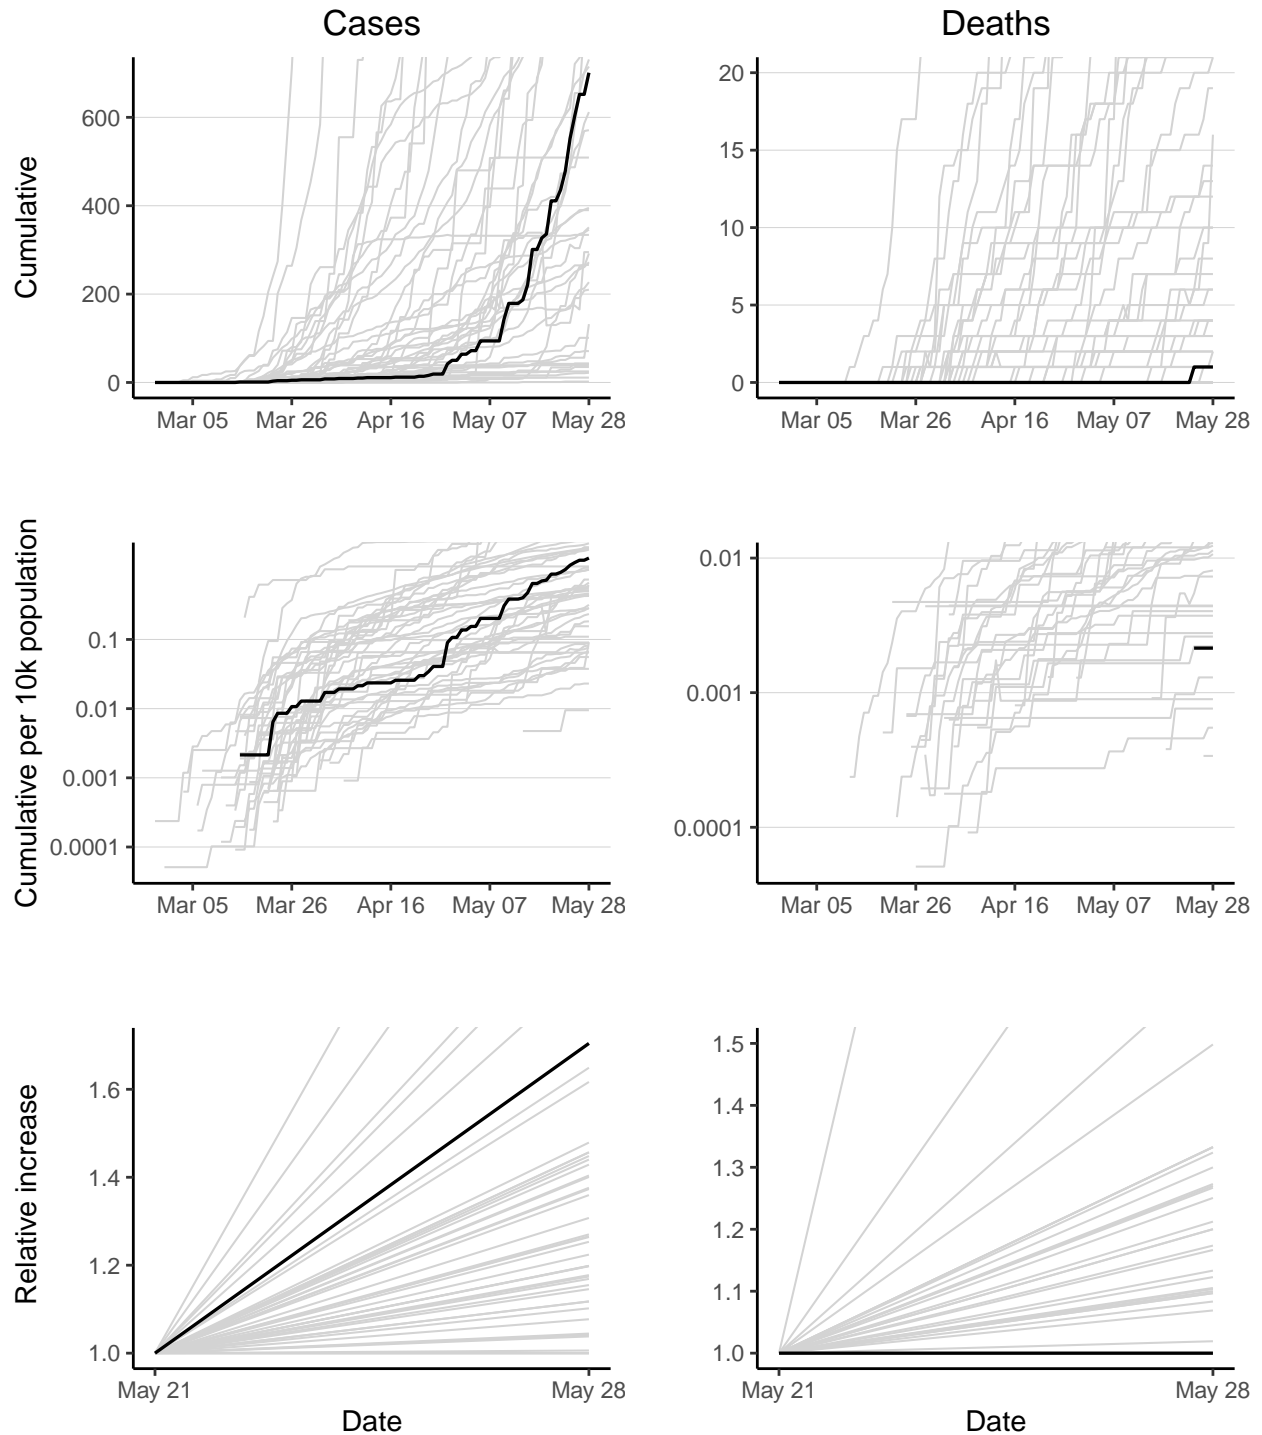 Cases
Deaths
Cumulative
600
400
200
0
Mar 05 Mar 26 Apr 16 May 07 May 28
20
15
10
5
0
Mar 05 Mar 26 Apr 16 May 07 May 28
Cumulative per 10k population
0.1
0.01
0.001
0.0001
Mar 05 Mar 26 Apr 16 May 07 May 28
0.01
0.001
0.0001
Mar 05 Mar 26 Apr 16 May 07 May 28
Relative increase
1.6
1.4
1.2
1.0
May 21 May 28
Date
1.5
1.4
1.3
1.2
1.1
1.0
May 21 May 28
Date